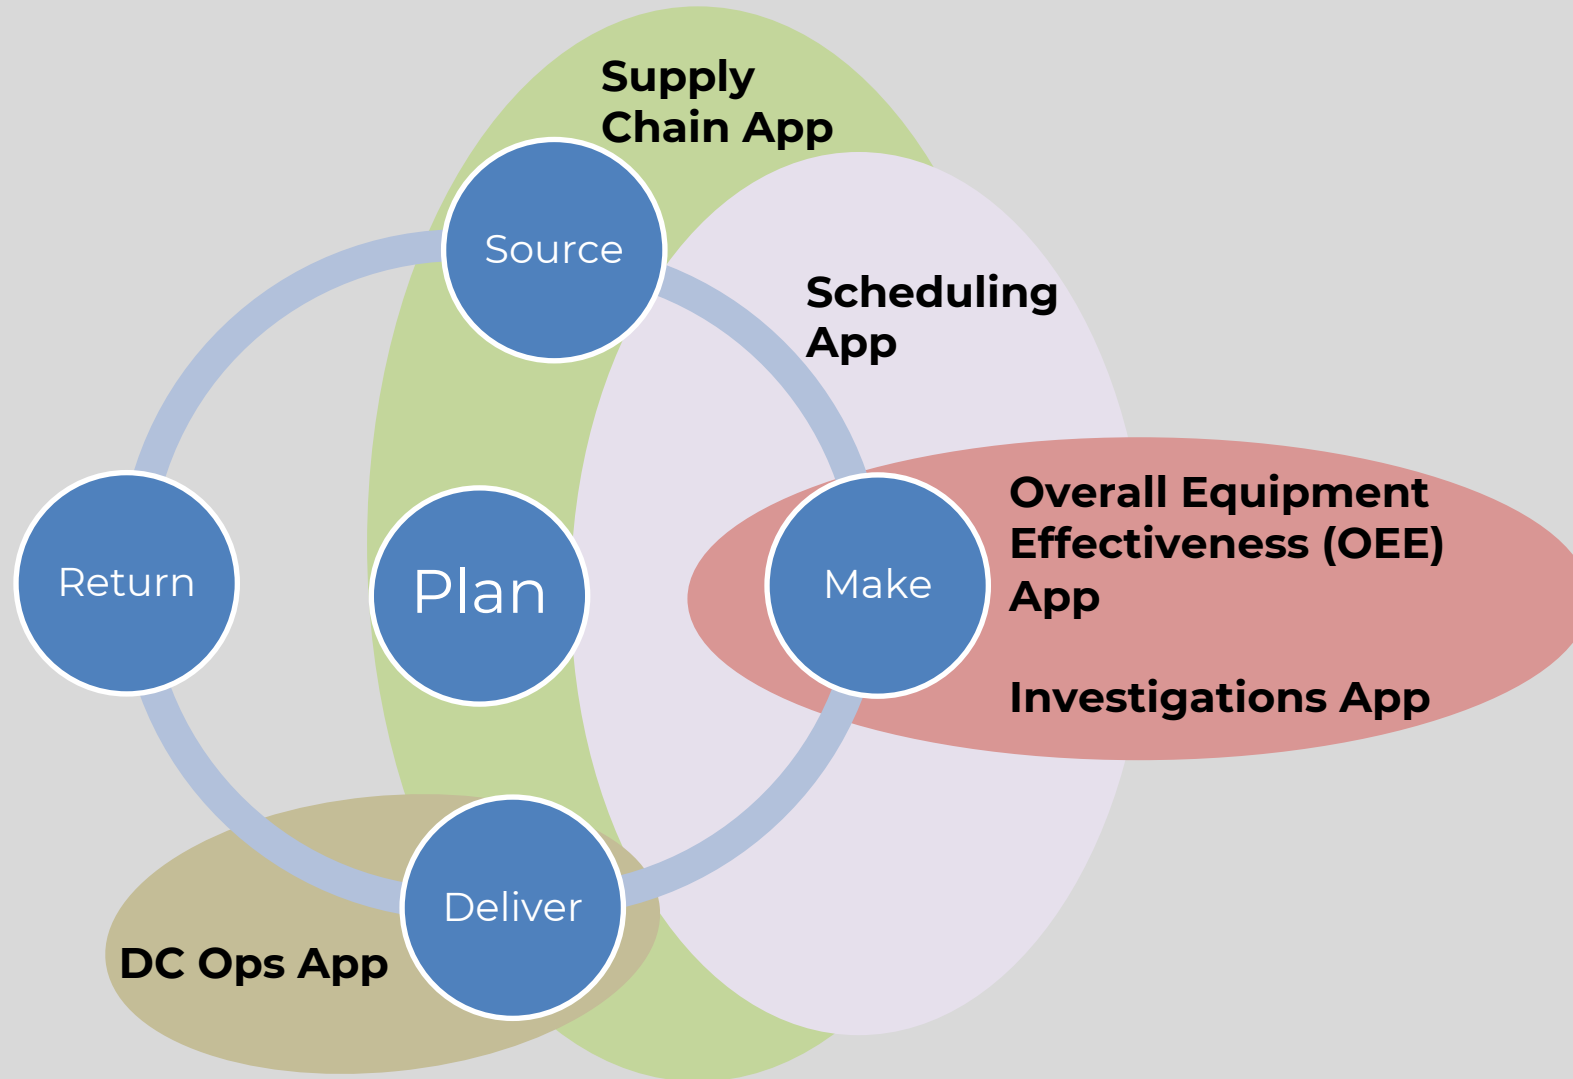 Supply
Chain App
Source
Scheduling
App
Overall Equipment
Effectiveness (OEE)
App
Return
Plan
Make
Investigations App
Deliver
DC Ops App